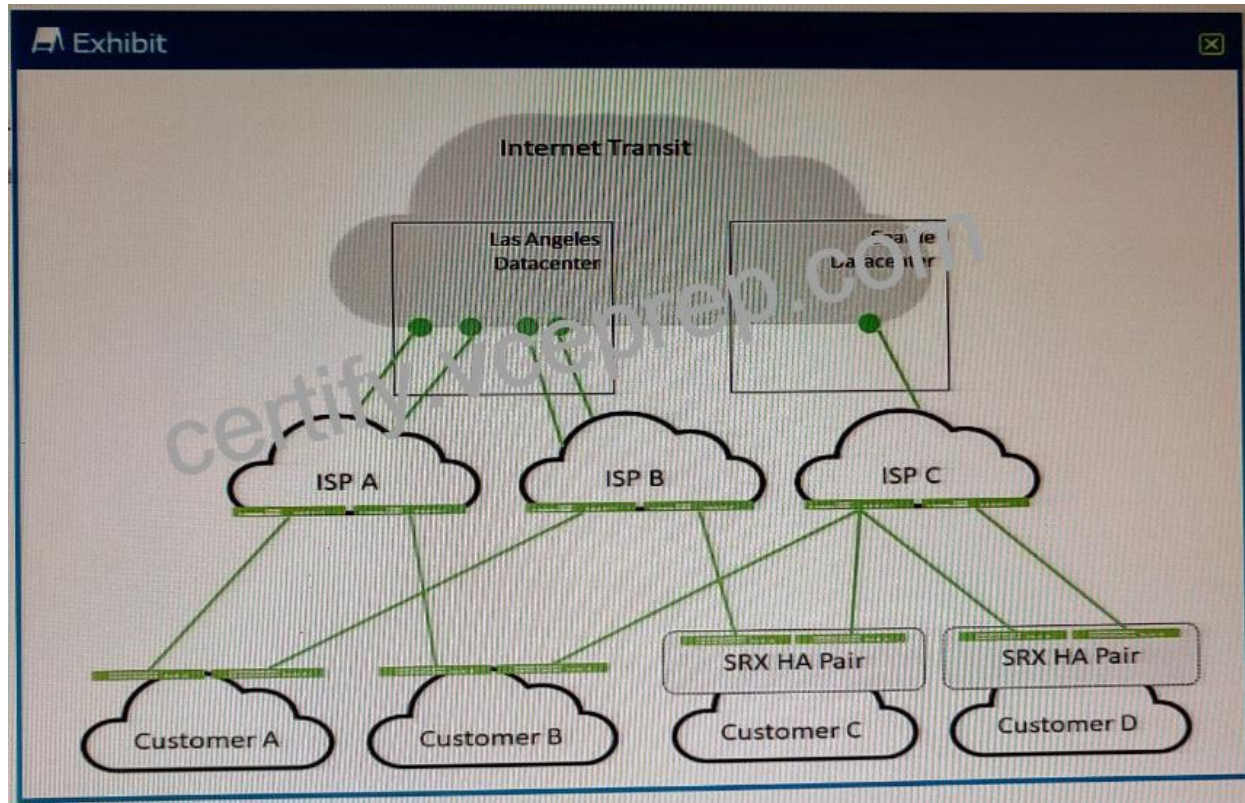 Exhibit
Internet Transit
Las Angeles
Datacenter
Datacenter
certify.vceprep.com
ISP A
ISP B
ISP C
SRX HA Pair
SRX HA Pair
Customer A
Customer B
Customer C
Customer D